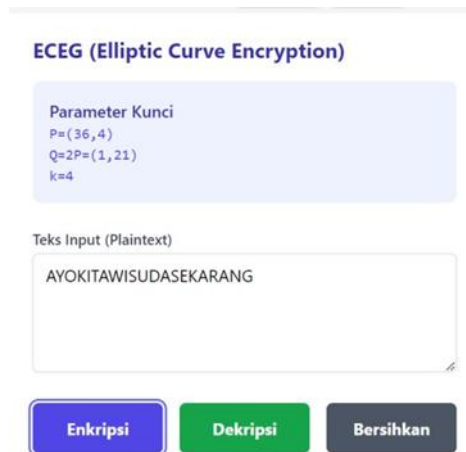 ECEG (Elliptic Curve Encryption)
Parameter Kunci
P=(36,4)
Q=2P=(1,21)
k=4
Teks Input (Plaintext)
AYOKITAWISUDASEKARANG
Enkripsi Dekripsi Bersihkan